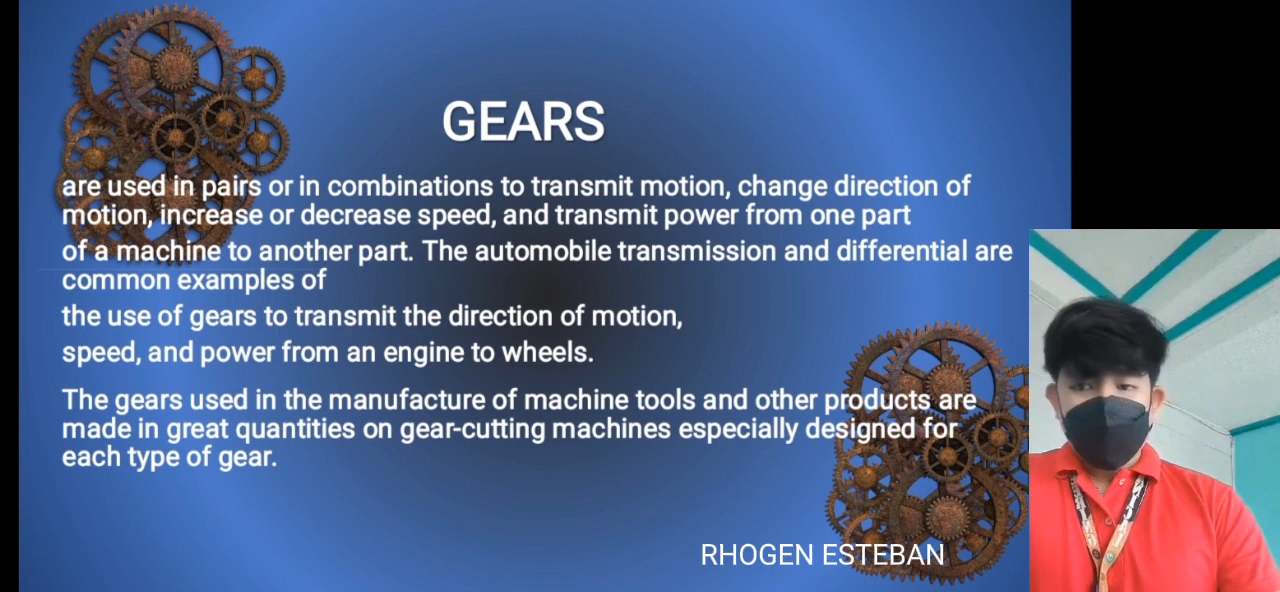 GEARS
are used in pairs or in combinations to transmit motion, change direction of
motion, increase or decrease speed, and transmit power from one part
of a machine to another part. The automobile transmission and differential are
common examples of
the use of gears to transmit the direction of motion,
speed, and power from an engine to wheels.
The gears used in the manufacture of machine tools and other products are
made in great quantities on gear-cutting machines especially designed for
each type of gear.
RHOGEN ESTEBAN